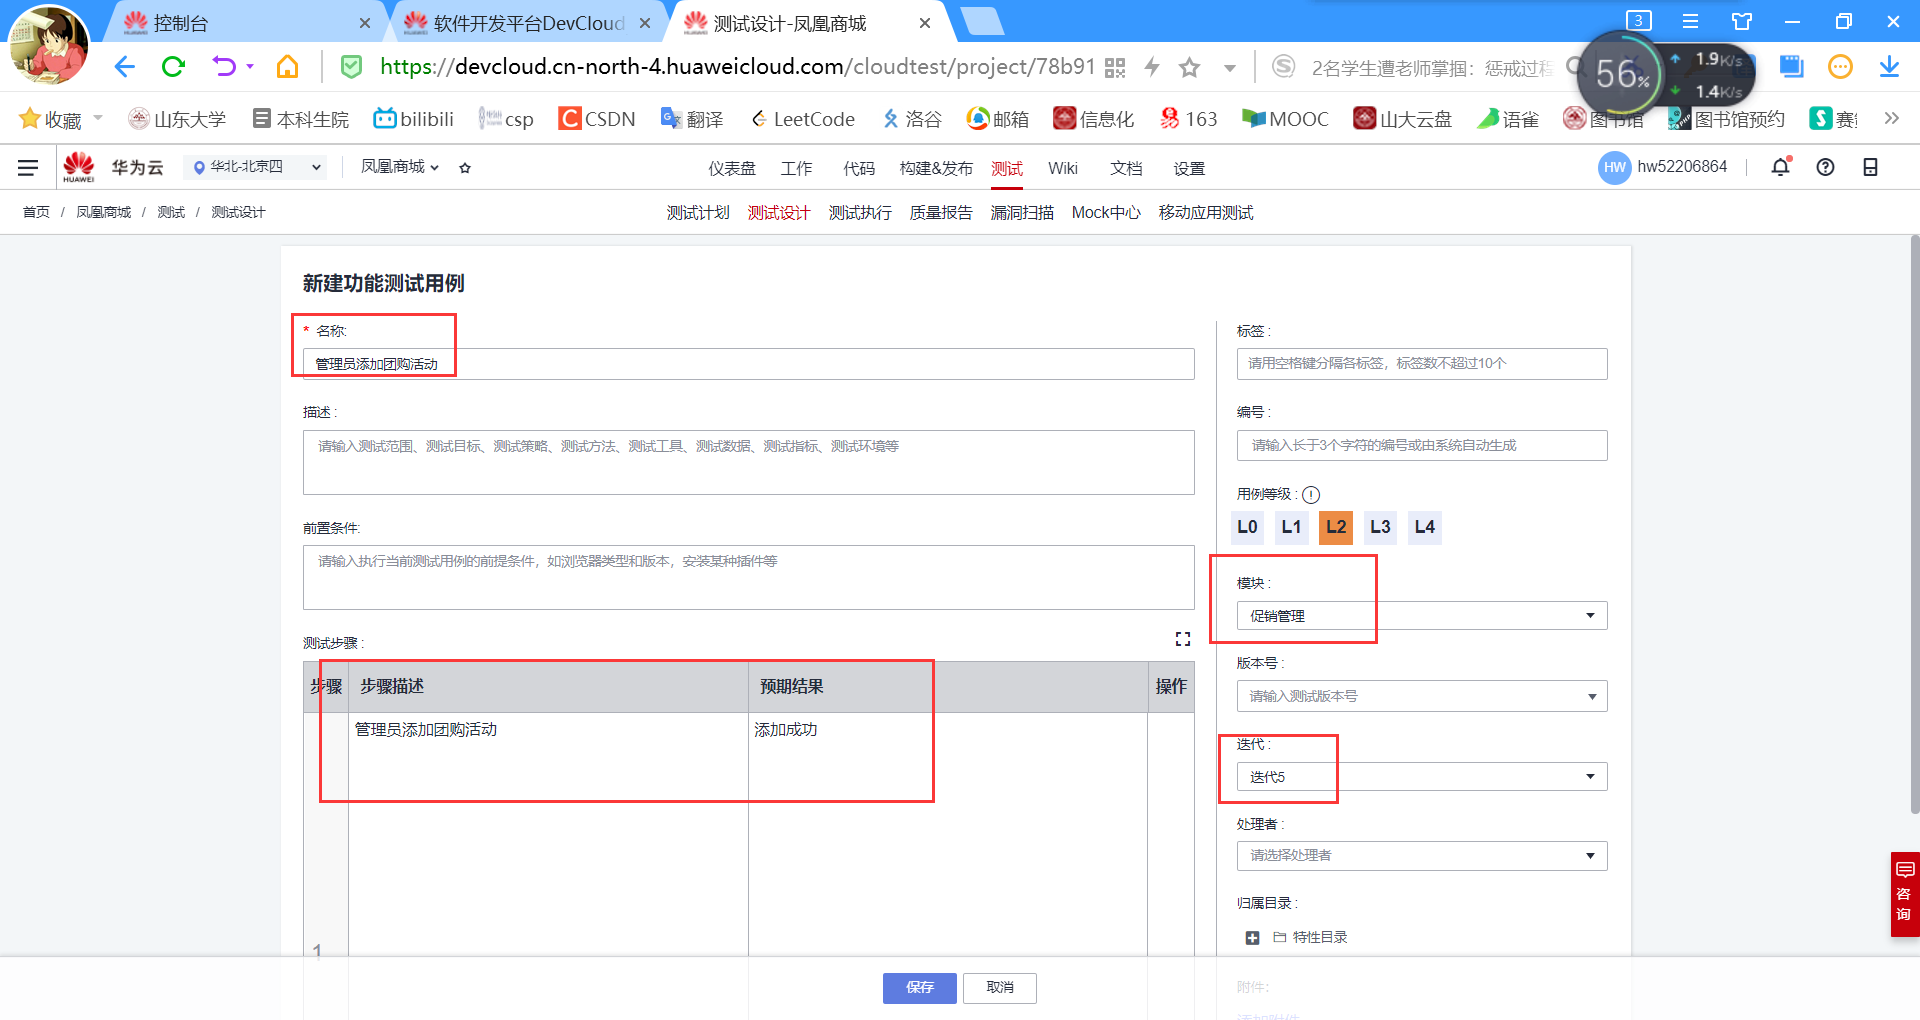 控制台
软件开发平台DevCloud
测试设计-凤凰商城
3
https://devcloud.cn-north-4.huaweicloud.com/cloudtest/project/78b91
2名学生遭老师掌掴：惩戒过程
56%
1.9K/s
1.4K/s
收藏
山东大学
本科生院
bilibili
csp
CSDN
翻译
LeetCode
洛谷
邮箱
信息化
163
MOOC
山大云盘
语雀
图书馆
图书馆预约
HUAWEI
华为云
华北-北京四
凤凰商城
仪表盘
工作
代码
构建&发布
测试
Wiki
文档
设置
HW
hw52206864
首页 / 凤凰商城 / 测试 / 测试设计
测试计划
测试设计
测试执行
质量报告
漏洞扫描
Mock中心
移动应用测试
新建功能测试用例
* 名称:
管理员添加团购活动
描述 :
请输入测试范围、测试目标、测试策略、测试方法、测试工具、测试数据、测试指标、测试环境等
前置条件:
请输入执行当前测试用例的前提条件，如浏览器类型和版本，安装某种插件等
测试步骤 :
步骤 步骤描述 预期结果 操作
管理员添加团购活动 添加成功
1
标签 :
请用空格键分隔各标签，标签数不超过10个
编号 :
请输入长于3个字符的编号或由系统自动生成
用例等级 :
L0 L1 L2 L3 L4
模块 :
促销管理
版本号 :
请输入测试版本号
迭代 :
迭代5
处理者 :
请选择处理者
归属目录 :
特性目录
附件:
添加附件
保存
取消
咨
询